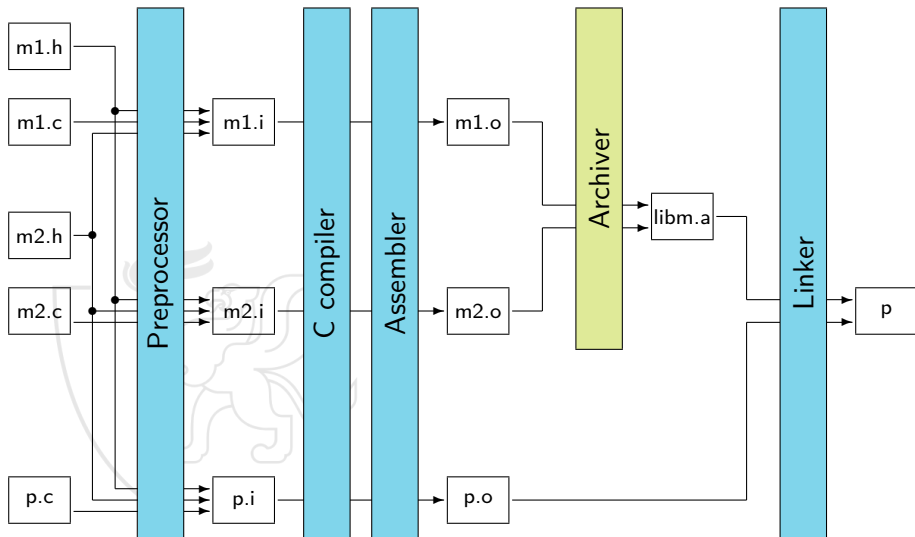 m1.h
m1.c
m2.h
m2.c
p.c
Preprocessor
m1.i
m2.i
p.i
C compiler
Assembler
m1.o
m2.o
p.o
Archiver
libm.a
Linker
p